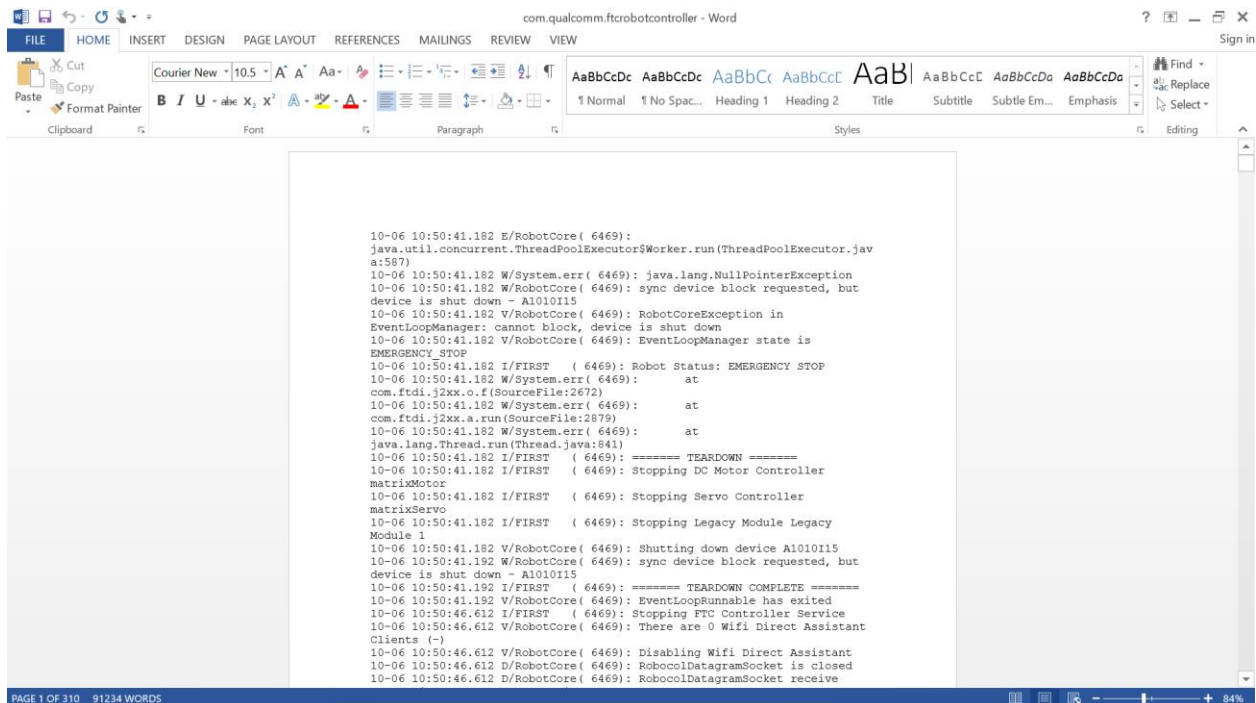 com.qualcomm.ftcrobotcontroller - Word
FILE HOME INSERT DESIGN PAGE LAYOUT REFERENCES MAILINGS REVIEW VIEW Sign in
Cut
Copy
Format Painter
Paste
Courier New 10.5
AaBbCcDc AaBbCcDc AaBbCc AaBbCcC AaBl AaBbCcC AaBbCcDa AaBbCcDa
¶ Normal ¶ No Spac... Heading 1 Heading 2 Title Subtitle Subtle Em... Emphasis
Find
Replace
Select
Clipboard Font Paragraph Styles Editing
10-06 10:50:41.182 E/RobotCore( 6469):
java.util.concurrent.ThreadPoolExecutor$Worker.run(ThreadPoolExecutor.jav
a:587)
10-06 10:50:41.182 W/System.err( 6469): java.lang.NullPointerException
10-06 10:50:41.182 W/RobotCore( 6469): sync device block requested, but
device is shut down - A1010I15
10-06 10:50:41.182 V/RobotCore( 6469): RobotCoreException in
EventLoopManager: cannot block, device is shut down
10-06 10:50:41.182 V/RobotCore( 6469): EventLoopManager state is
EMERGENCY_STOP
10-06 10:50:41.182 I/FIRST   ( 6469): Robot Status: EMERGENCY STOP
10-06 10:50:41.182 W/System.err( 6469):       at
com.ftdi.j2xx.o.f(SourceFile:2672)
10-06 10:50:41.182 W/System.err( 6469):       at
com.ftdi.j2xx.a.run(SourceFile:2879)
10-06 10:50:41.182 W/System.err( 6469):       at
java.lang.Thread.run(Thread.java:841)
10-06 10:50:41.182 I/FIRST   ( 6469): ======= TEARDOWN =======
10-06 10:50:41.182 I/FIRST   ( 6469): Stopping DC Motor Controller
matrixMotor
10-06 10:50:41.182 I/FIRST   ( 6469): Stopping Servo Controller
matrixServo
10-06 10:50:41.182 I/FIRST   ( 6469): Stopping Legacy Module Legacy
Module 1
10-06 10:50:41.182 V/RobotCore( 6469): Shutting down device A1010I15
10-06 10:50:41.192 W/RobotCore( 6469): sync device block requested, but
device is shut down - A1010I15
10-06 10:50:41.192 I/FIRST   ( 6469): ======= TEARDOWN COMPLETE =======
10-06 10:50:41.192 V/RobotCore( 6469): EventLoopRunnable has exited
10-06 10:50:46.612 I/FIRST   ( 6469): Stopping FTC Controller Service
10-06 10:50:46.612 V/RobotCore( 6469): There are 0 Wifi Direct Assistant
Clients (-)
10-06 10:50:46.612 V/RobotCore( 6469): Disabling Wifi Direct Assistant
10-06 10:50:46.612 D/RobotCore( 6469): RobocolDatagramSocket is closed
10-06 10:50:46.612 D/RobotCore( 6469): RobocolDatagramSocket receive
PAGE 1 OF 310 91234 WORDS 84%